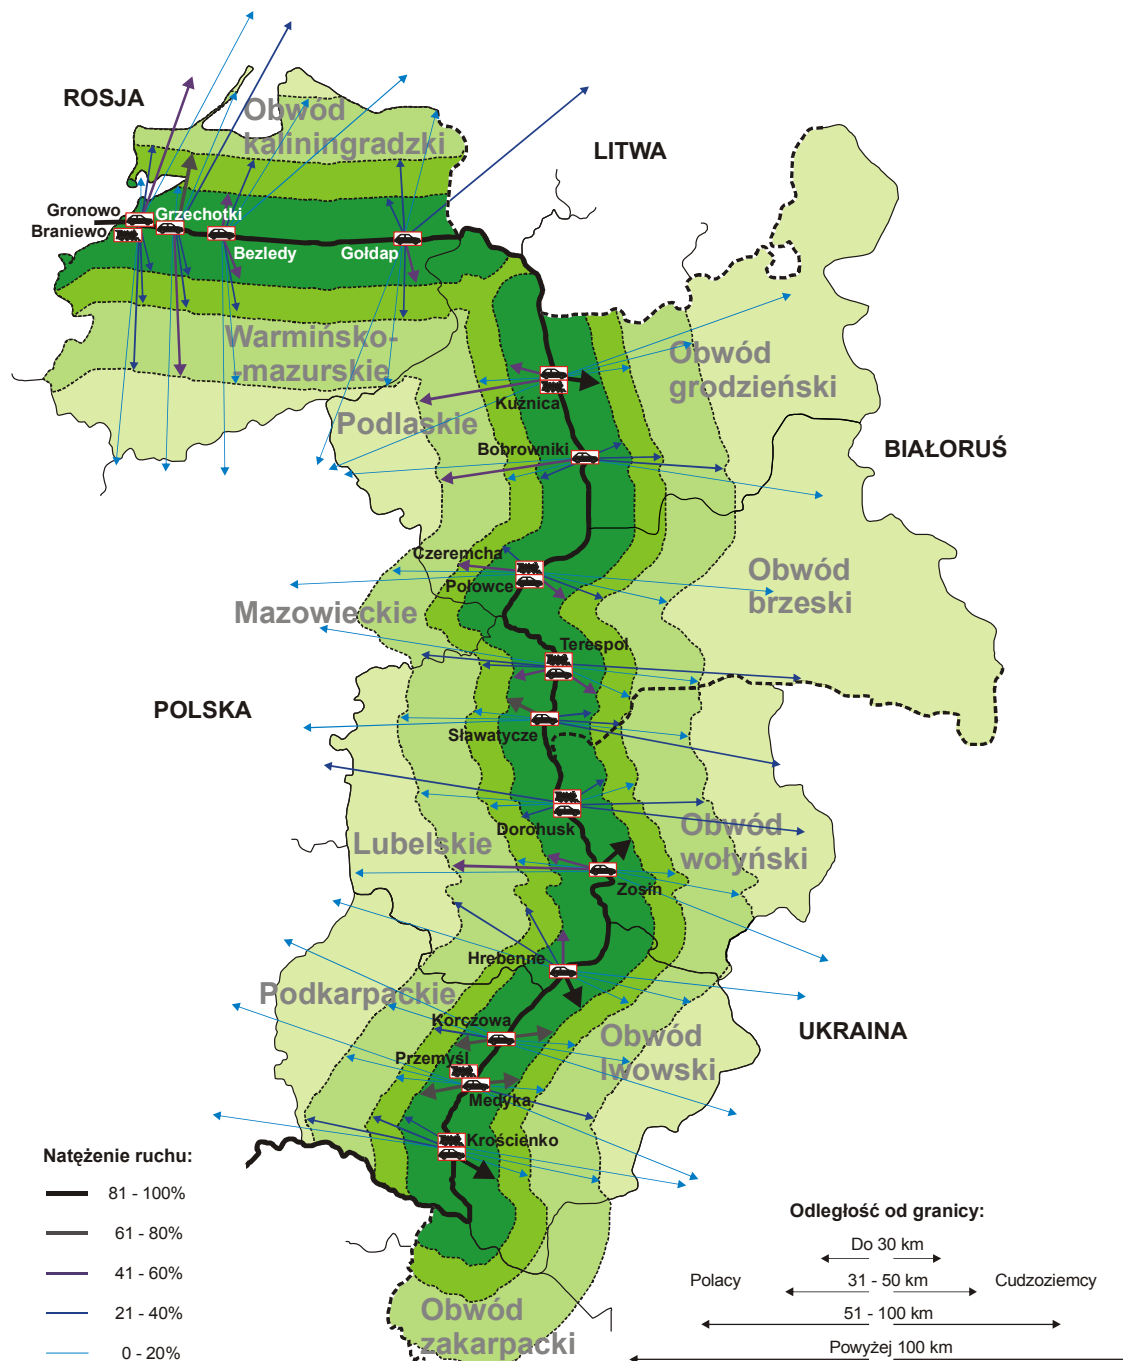 ROSJA
Obwód
kaliningradzki
LITWA
Gronowo
Grzechotki
Braniewo
Bezledy
Gołdap
Warmińsko-
-mazurskie
Obwód
grodzieński
Kuźnica
Podlaskie
Bobrowniki
BIAŁORUŚ
Czeremcha
Połowce
Obwód
brzeski
Mazowieckie
Terespol
POLSKA
Sławatycze
Dorohusk
Lubelskie
Obwód
wołyński
Zosin
Hrebenne
Podkarpackie
Korczowa
UKRAINA
Obwód
lwowski
Przemyśl
Medyka
Krościenko
Natężenie ruchu:
81 - 100%
61 - 80%
41 - 60%
21 - 40%
0 - 20%
Odległość od granicy:
Do 30 km
Polacy
31 - 50 km
Cudzoziemcy
51 - 100 km
Powyżej 100 km
Obwód
zakarpacki